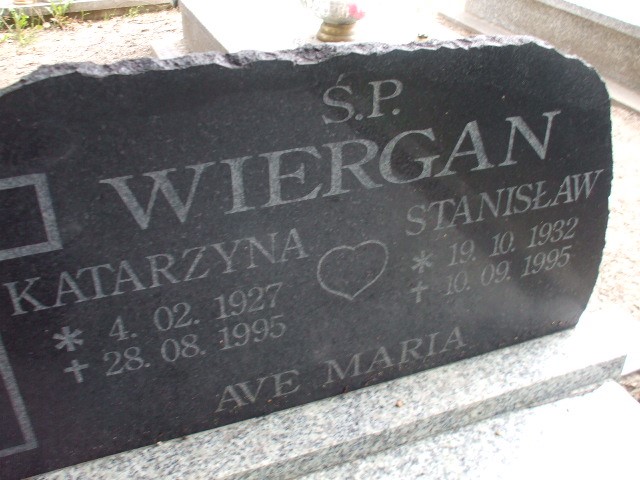 Ś.P.
WIERGAN
KATARZYNA
* 4. 02. 1927
+ 28. 08. 1995
STANISŁAW
* 19. 10. 1932
+ 10. 09. 1995
AVE MARIA